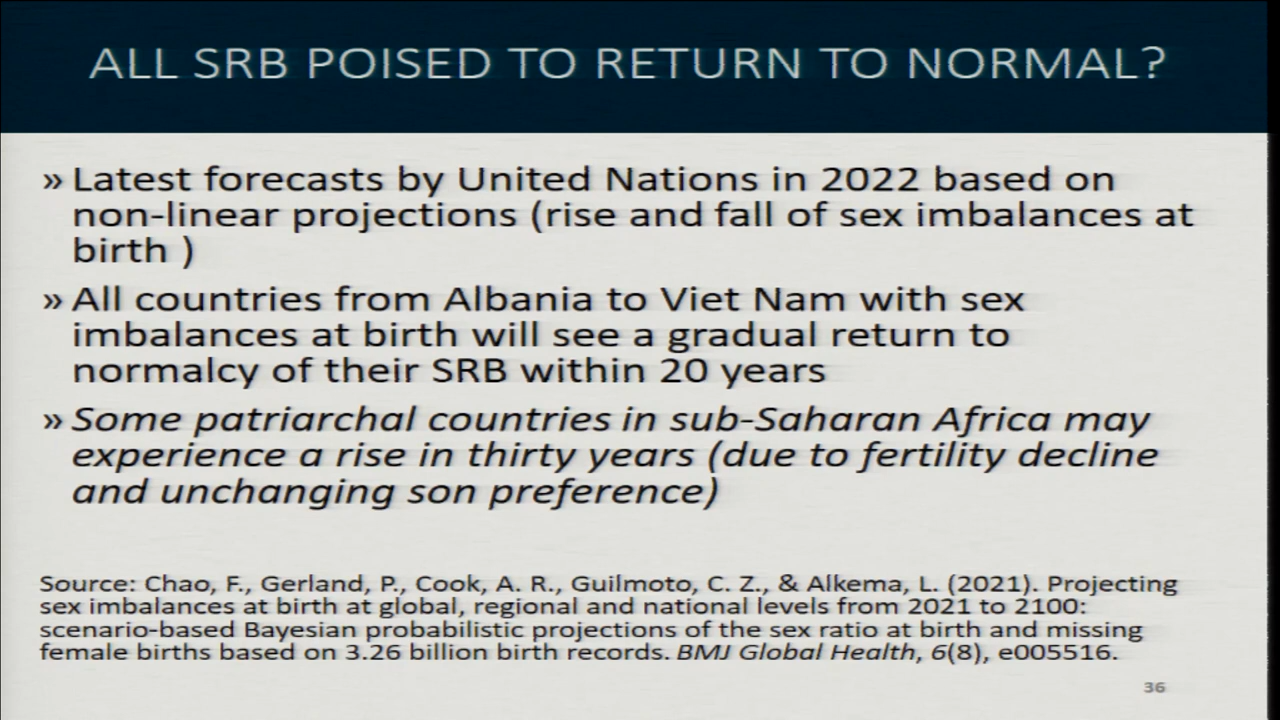 ALL SRB POISED TO RETURN TO NORMAL?
» Latest forecasts by United Nations in 2022 based on
non-linear projections (rise and fall of sex imbalances at
birth )
» All countries from Albania to Viet Nam with sex
imbalances at birth will see a gradual return to
normalcy of their SRB within 20 years
» Some patriarchal countries in sub-Saharan Africa may
experience a rise in thirty years (due to fertility decline
and unchanging son preference)
Source: Chao, F., Gerland, P., Cook, A. R., Guilmoto, C. Z., & Alkema, L. (2021). Projecting
sex imbalances at birth at global, regional and national levels from 2021 to 2100:
scenario-based Bayesian probabilistic projections of the sex ratio at birth and missing
female births based on 3.26 billion birth records. BMJ Global Health, 6(8), e005516.
36